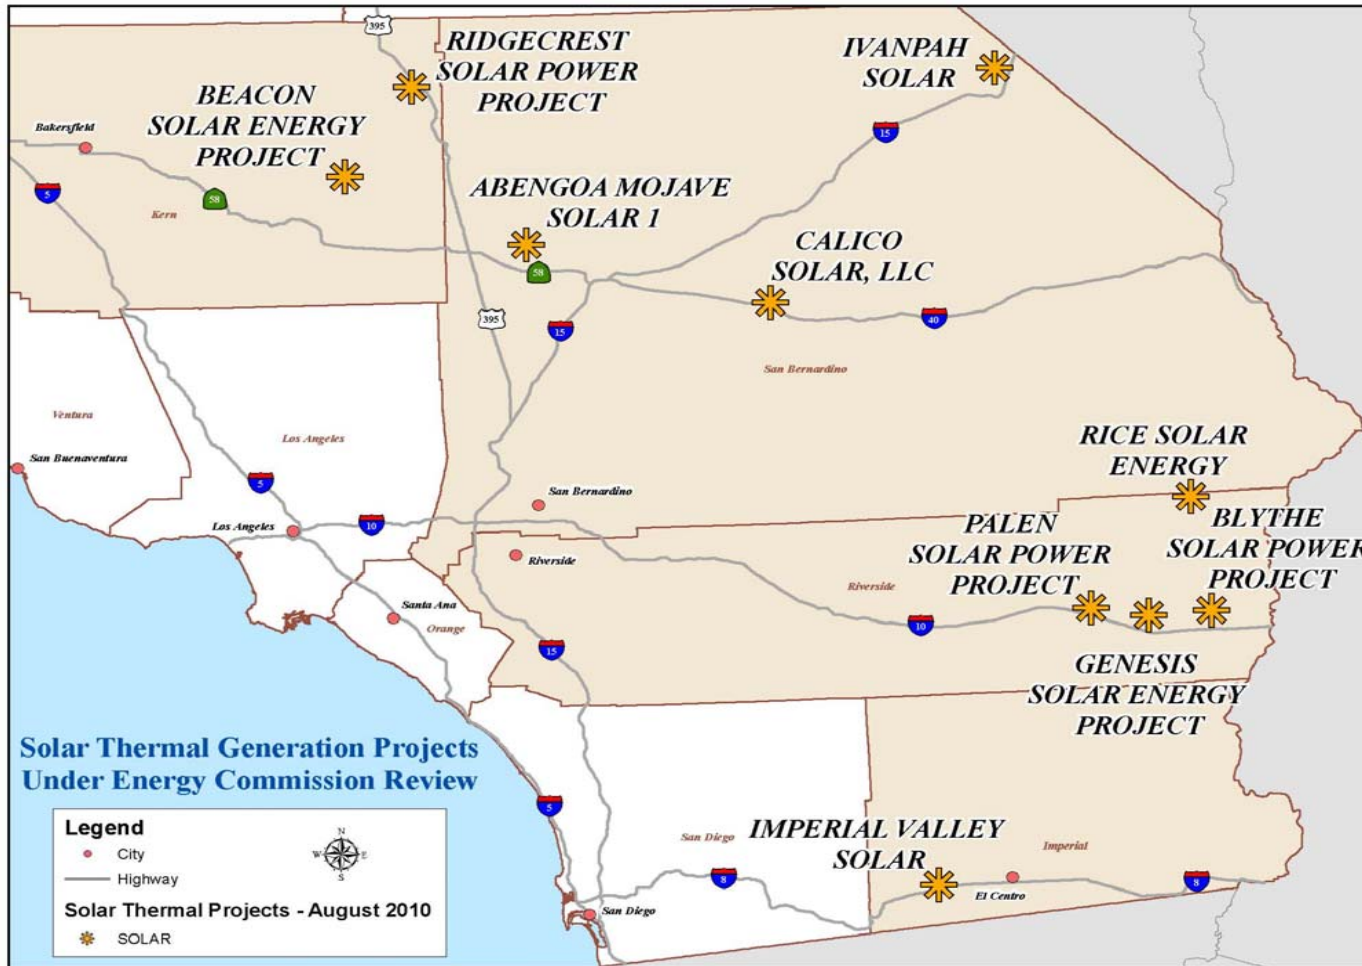 395
RIDGECREST
SOLAR POWER
PROJECT
IVANPAH
SOLAR
BEACON
SOLAR ENERGY
PROJECT
Bakersfield
15
5
58
Kern
ABENGOA MOJAVE
SOLAR 1
58
CALICO
SOLAR, LLC
395
15
40
San Bernardino
Ventura
Los Angeles
San Buenaventura
5
San Bernardino
Los Angeles
10
RICE SOLAR
ENERGY
PALEN
SOLAR POWER
PROJECT
BLYTHE
SOLAR POWER
PROJECT
Riverside
Riverside
Santa Ana
Orange
10
15
GENESIS
SOLAR ENERGY
PROJECT
Solar Thermal Generation Projects
Under Energy Commission Review
Legend
City
Highway
Solar Thermal Projects - August 2010
SOLAR
N
W E
S
5
San Diego
IMPERIAL VALLEY
SOLAR
Imperial
8
El Centro
8
San Diego